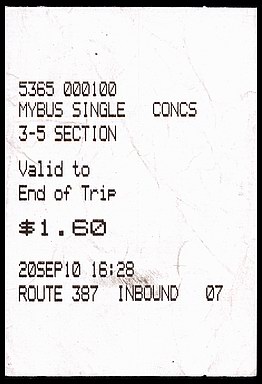 5365 000100
MYBUS SINGLE CONCS
3-5 SECTION
Valid to
End of Trip
$1.60
20SEP10 16:28
ROUTE 387 INBOUND 07